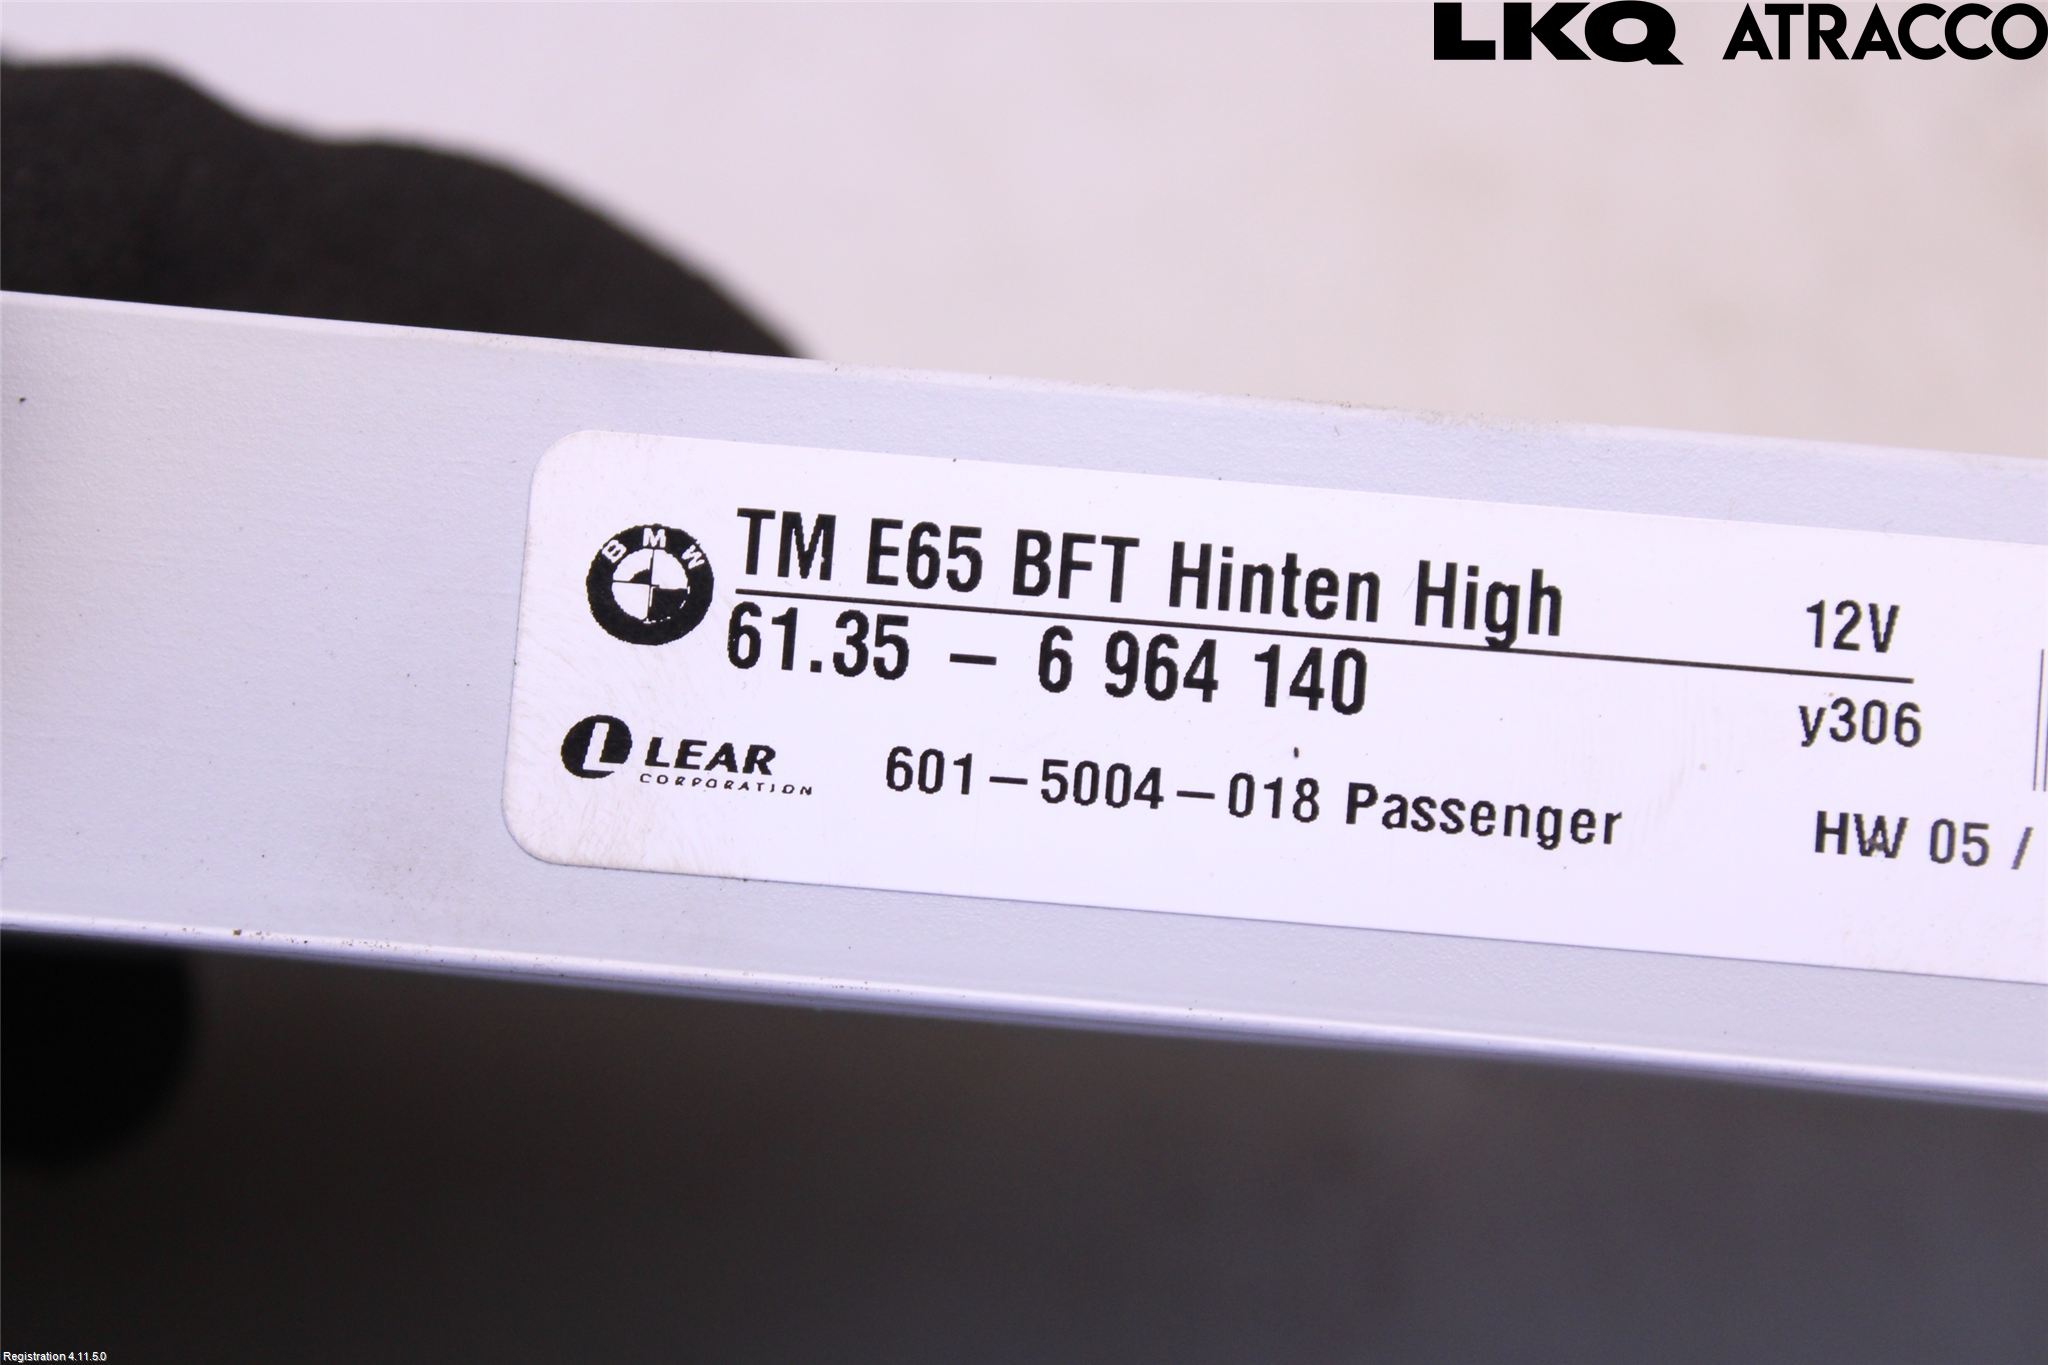 LKQ ATRACCO
BMW
TM E65 BFT Hinten High 12V
61.35 – 6 964 140 y306
L LEAR
CORPORATION
601–5004–018 Passenger HW 05 /
Registration 4.11.5.0